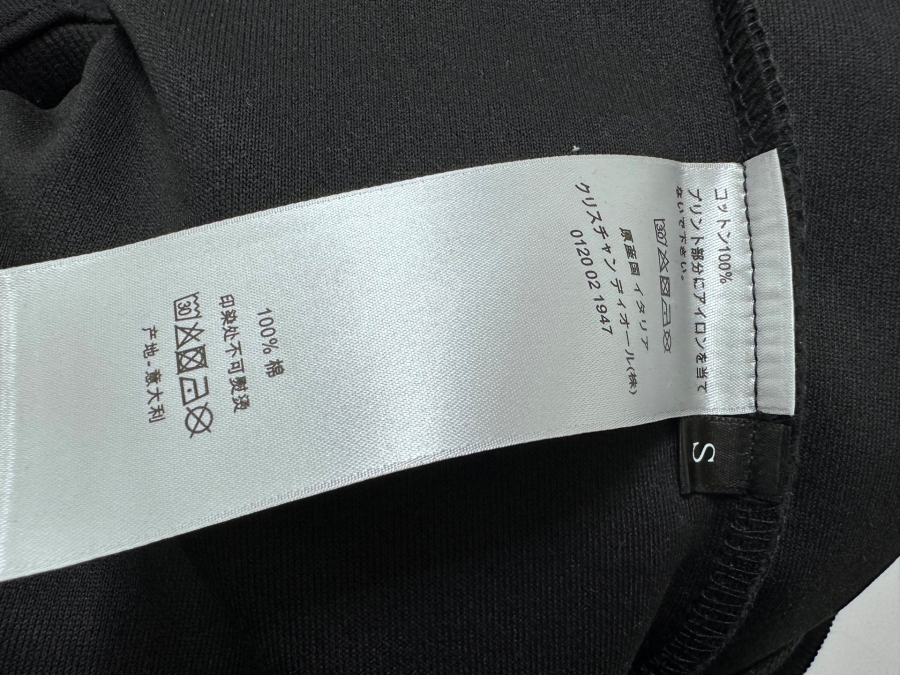 コットン100%
プリント部分にアイロンを当て
ないで下さい。
30
原産国 イタリア
クリスチャン ディオール(株)
0120 02 1947
100% 棉
印染处不可熨烫
30
产地 - 意大利
S